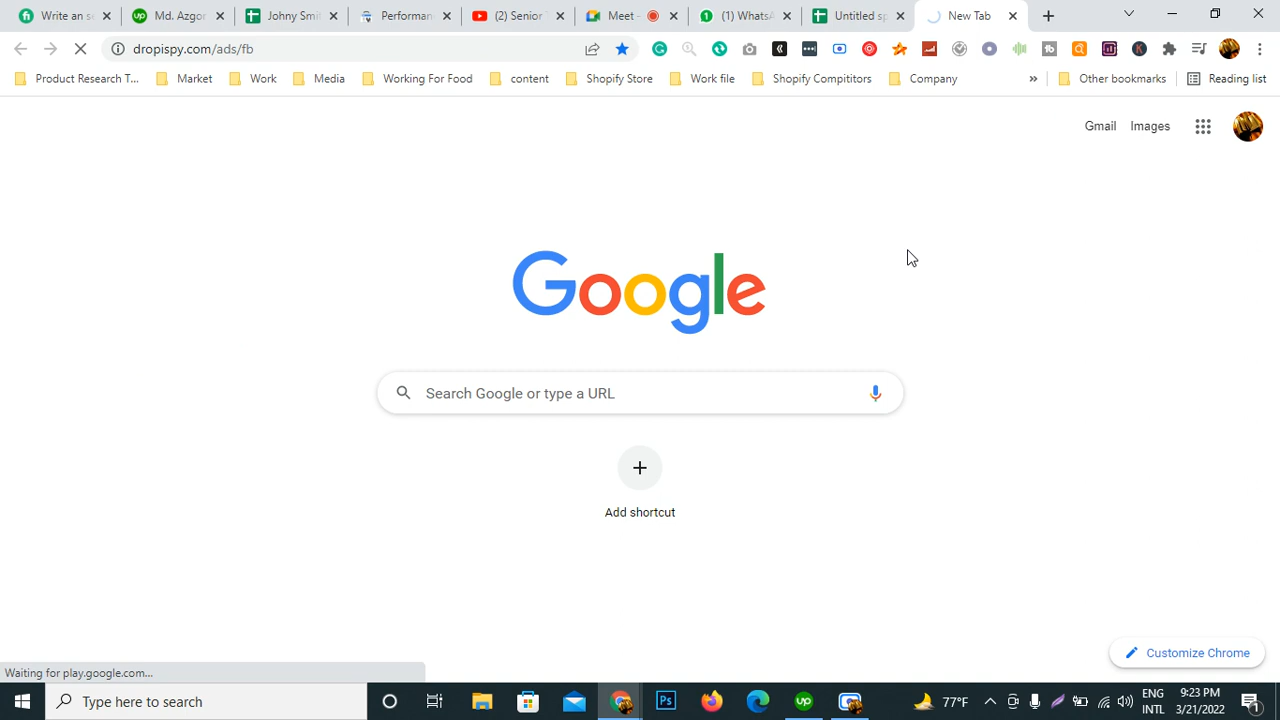 Write an se
Md. Azgor
Johny Smi
Performan
(2) Senior
Meet -
(1) WhatsA
Untitled sp
New Tab
dropispy.com/ads/fb
Product Research T...
Market
Work
Media
Working For Food
content
Shopify Store
Work file
Shopify Compititors
Company
»
Other bookmarks
Reading list
Gmail
Images
Google
Search Google or type a URL
Add shortcut
Customize Chrome
Waiting for play.google.com...
Type here to search
77°F
ENG
INTL
9:23 PM
3/21/2022